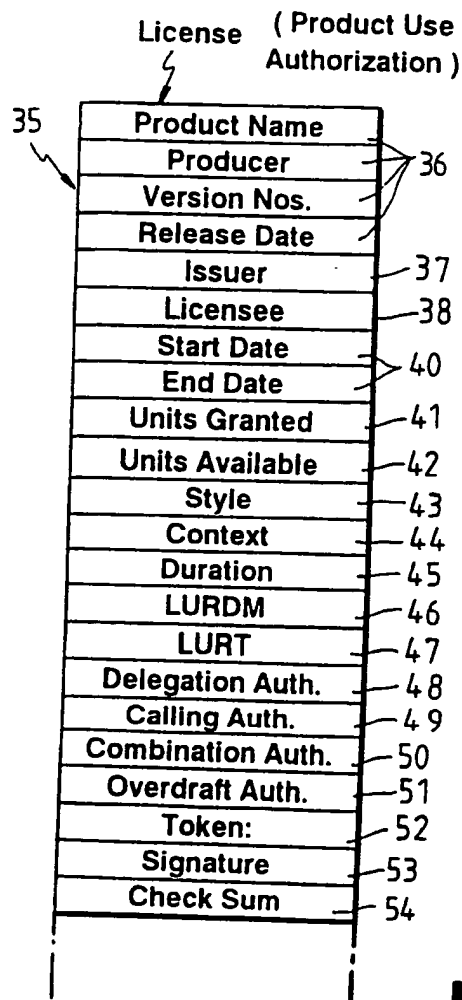 License ( Product Use
Authorization )
35
Product Name
Producer 36
Version Nos.
Release Date
Issuer 37
Licensee 38
Start Date
End Date 40
Units Granted 41
Units Available 42
Style 43
Context 44
Duration 45
LURDM 46
LURT 47
Delegation Auth. 48
Calling Auth. 49
Combination Auth. 50
Overdraft Auth. 51
Token: 52
Signature 53
Check Sum 54